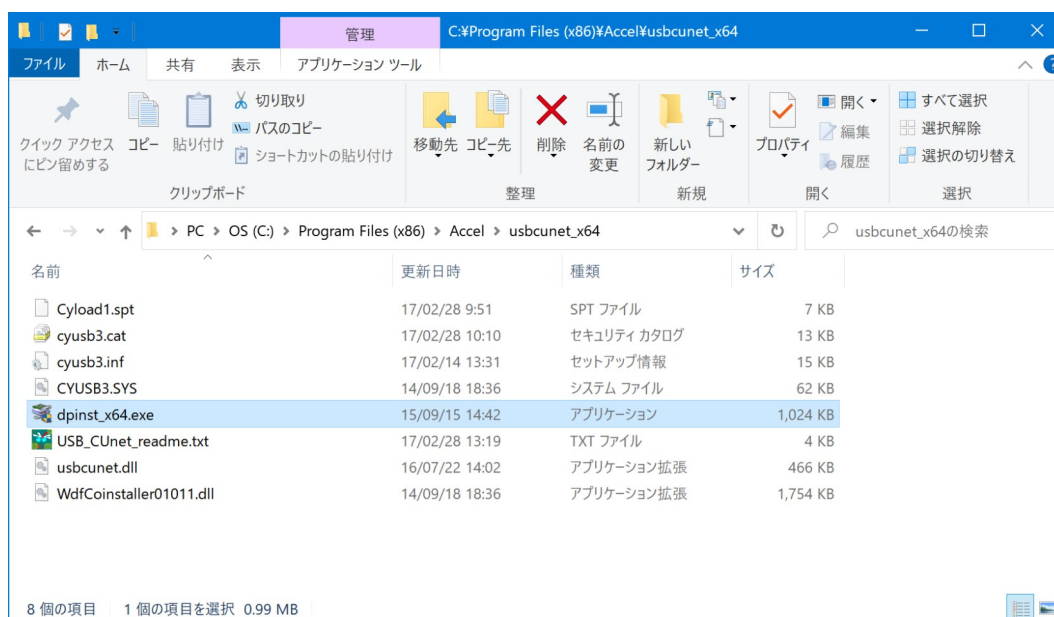 管理
C:¥Program Files (x86)¥Accel¥usbcunet_x64
ファイル ホーム 共有 表示 アプリケーション ツール
クイック アクセス
にピン留めする
コピー
貼り付け
切り取り
パスのコピー
ショートカットの貼り付け
クリップボード
移動先
コピー先
削除
名前の
変更
整理
新しい
フォルダー
新規
プロパティ
開く
編集
履歴
開く
すべて選択
選択解除
選択の切り替え
選択
PC > OS (C:) > Program Files (x86) > Accel > usbcunet_x64
usbcunet_x64の検索
名前 更新日時 種類 サイズ
Cyload1.spt 17/02/28 9:51 SPT ファイル 7 KB
cyusb3.cat 17/02/28 10:10 セキュリティ カタログ 13 KB
cyusb3.inf 17/02/14 13:31 セットアップ情報 15 KB
CYUSB3.SYS 14/09/18 18:36 システム ファイル 62 KB
dpinst_x64.exe 15/09/15 14:42 アプリケーション 1,024 KB
USB_CUnet_readme.txt 17/02/28 13:19 TXT ファイル 4 KB
usbcunet.dll 16/07/22 14:02 アプリケーション拡張 466 KB
WdfCoinstaller01011.dll 14/09/18 18:36 アプリケーション拡張 1,754 KB
8 個の項目 1 個の項目を選択 0.99 MB